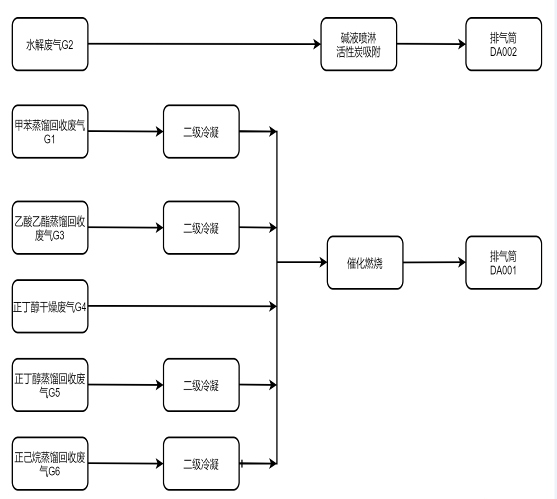 水解废气G2
碱液喷淋
活性炭吸附
排气筒
DA002
甲苯蒸馏回收废气
G1
二级冷凝
乙酸乙酯蒸馏回收
废气G3
二级冷凝
催化燃烧
排气筒
DA001
正丁醇干燥废气G4
正丁醇蒸馏回收废
气G5
二级冷凝
正己烷蒸馏回收废
气G6
二级冷凝